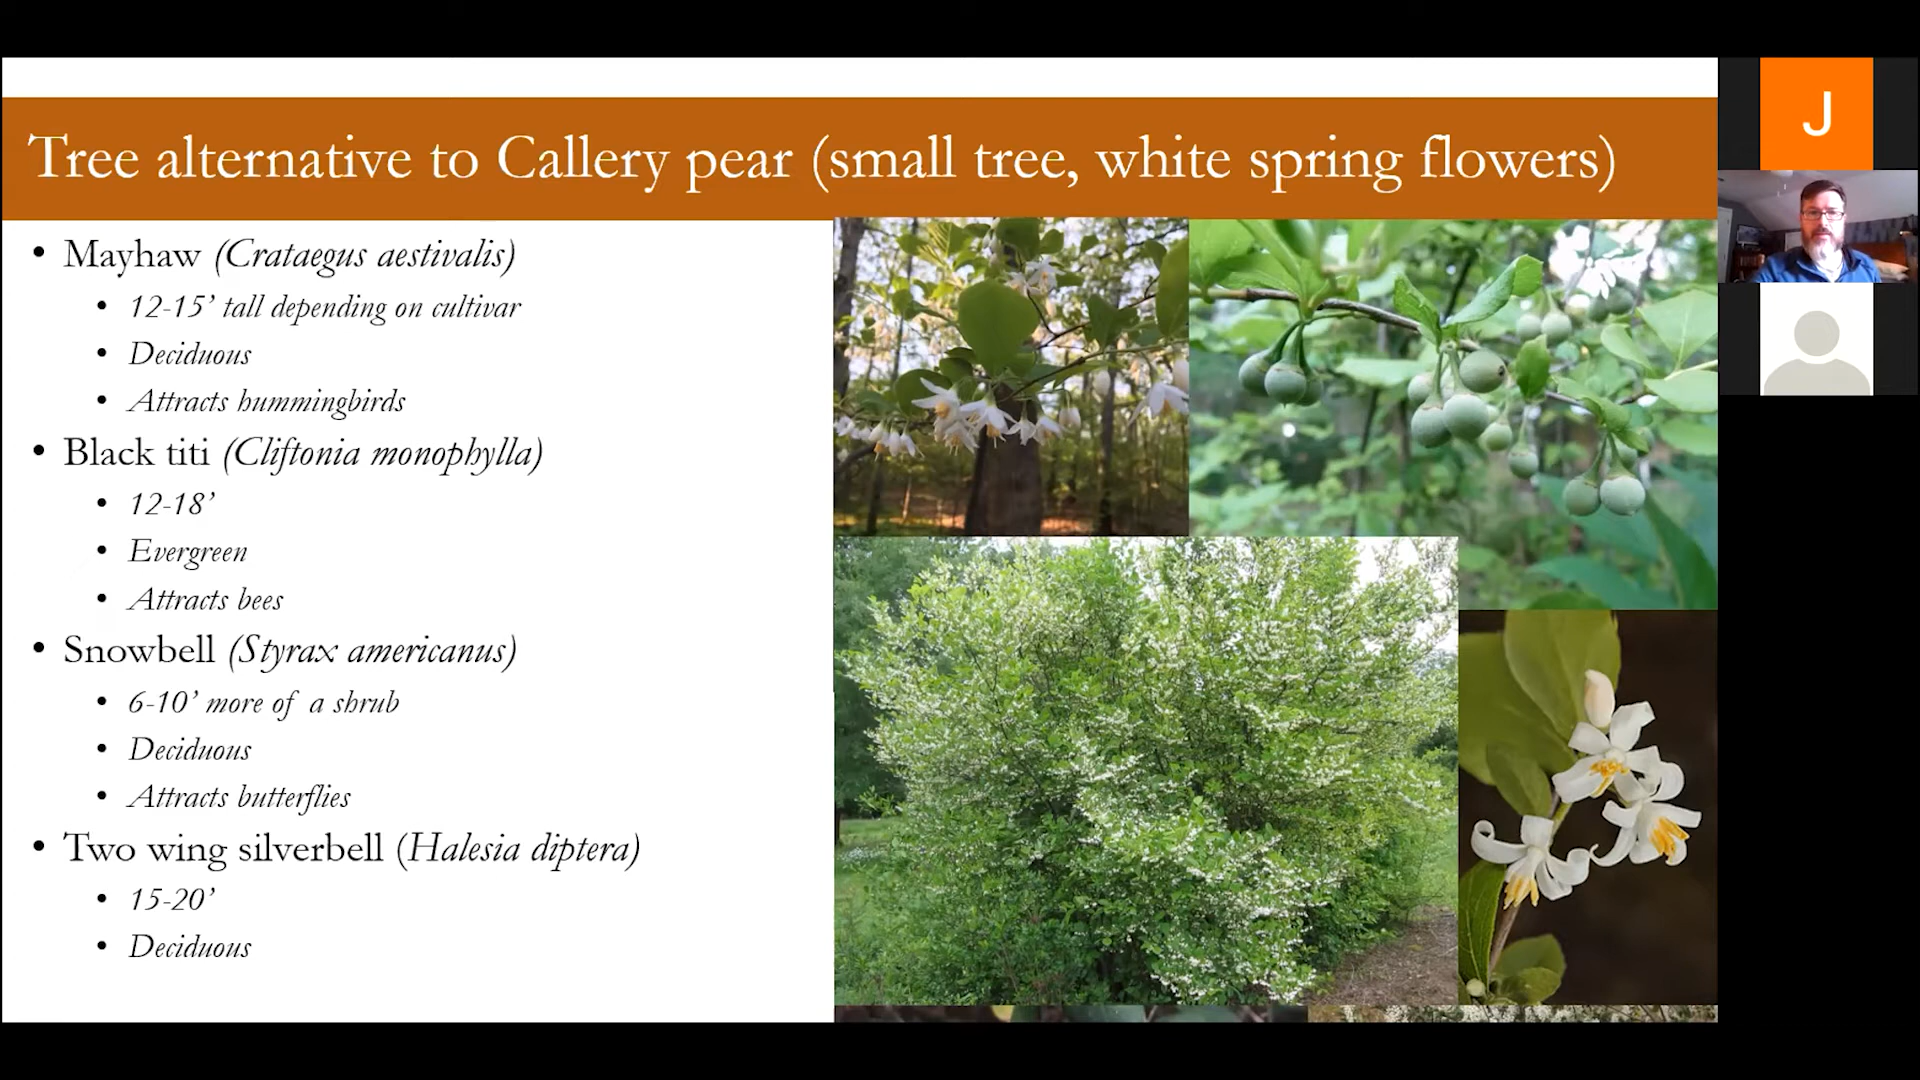 Tree alternative to Callery pear (small tree, white spring flowers)
J
• Mayhaw (Crataegus aestivalis)
• 12-15’ tall depending on cultivar
• Deciduous
• Attracts hummingbirds
• Black titi (Cliftonia monophylla)
• 12-18’
• Evergreen
• Attracts bees
• Snowbell (Styrax americanus)
• 6-10’ more of a shrub
• Deciduous
• Attracts butterflies
• Two wing silverbell (Halesia diptera)
• 15-20’
• Deciduous